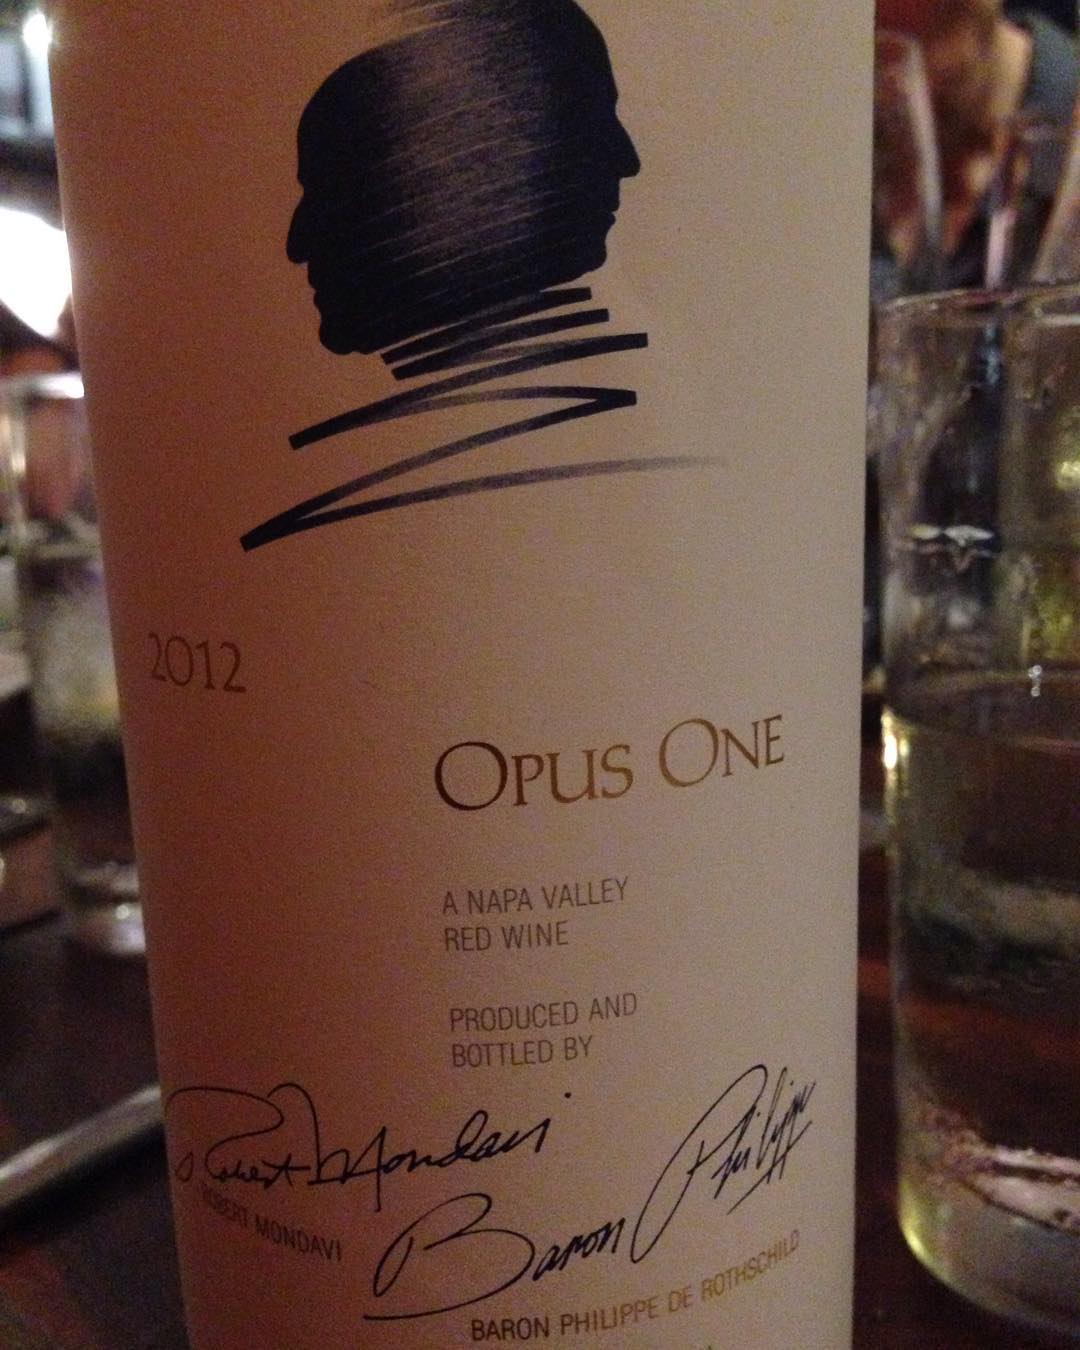 2012
OPUS ONE
A NAPA VALLEY
RED WINE
PRODUCED AND
BOTTLED BY
Robert Mondavi
ROBERT MONDAVI
Baron Philippe
BARON PHILIPPE DE ROTHSCHILD